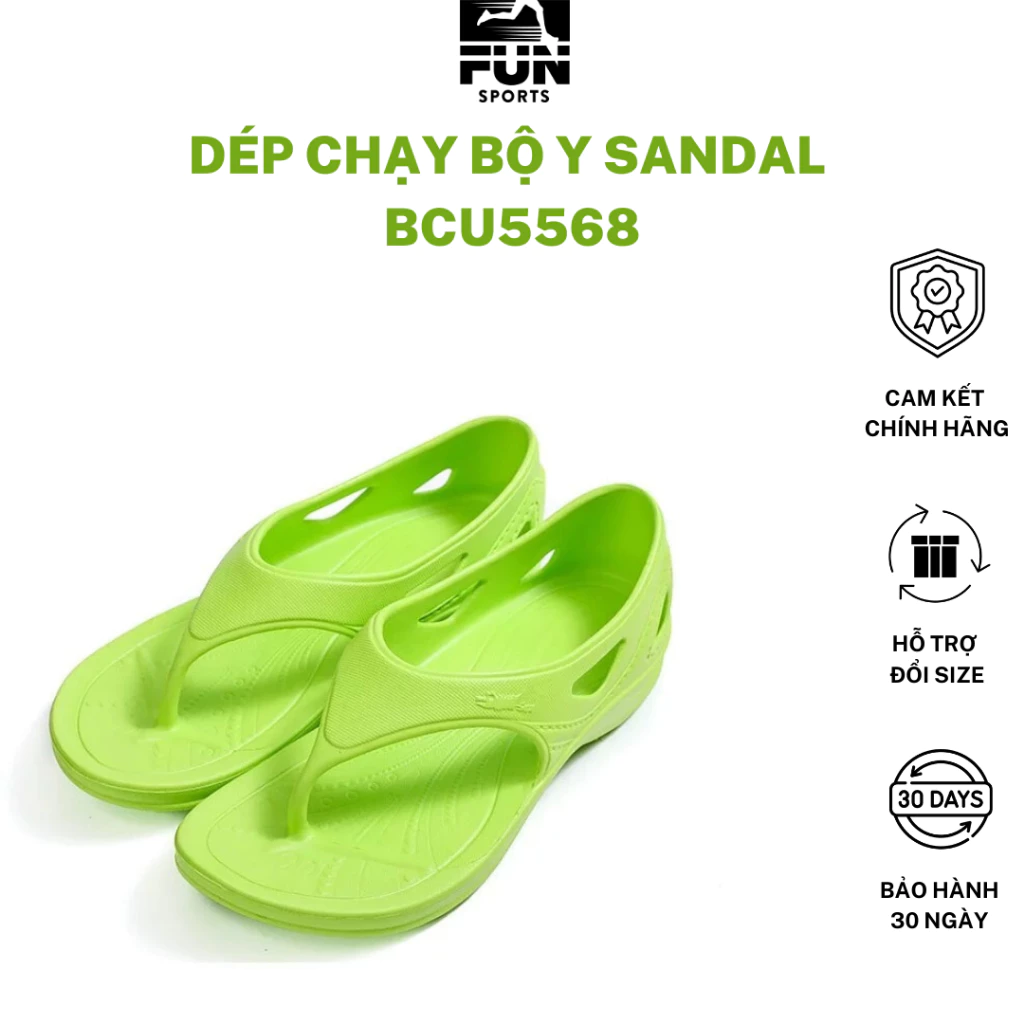 FUN
SPORTS
DÉP CHẠY BỘ Y SANDAL
BCU5568
CAM KẾT
CHÍNH HÃNG
HỖ TRỢ
ĐỔI SIZE
30 DAYS
BẢO HÀNH
30 NGÀY